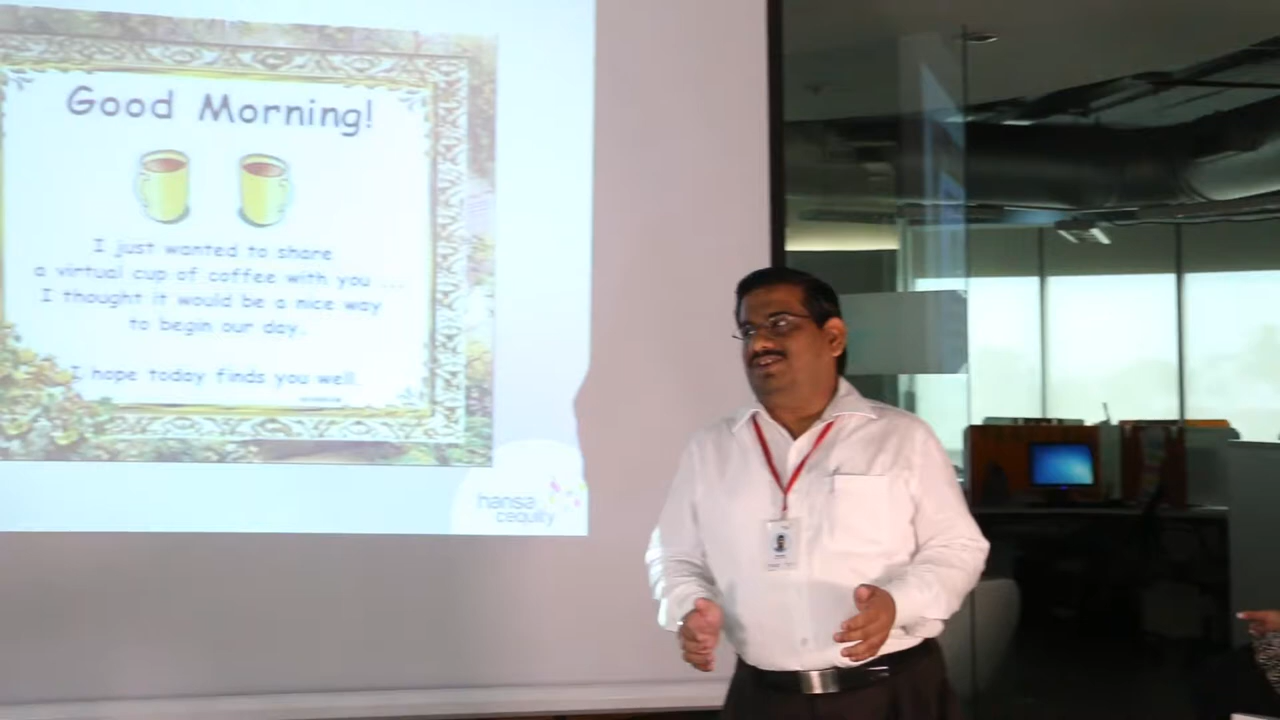 Good Morning!
I just wanted to share
a virtual cup of coffee with you ...
I thought it would be a nice way
to begin our day.
I hope today finds you well.
hansa
cequity